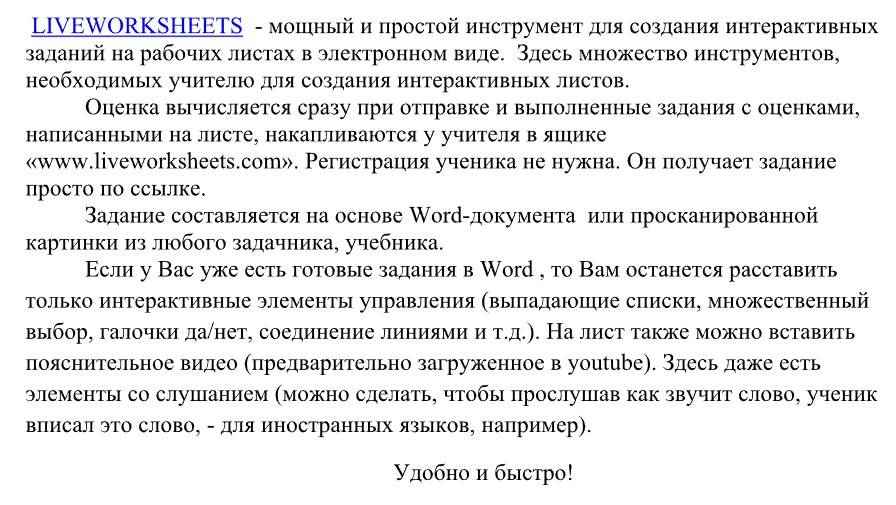 LIVEWORKSHEETS - мощный и простой инструмент для создания интерактивных
заданий на рабочих листах в электронном виде. Здесь множество инструментов,
необходимых учителю для создания интерактивных листов.
Оценка вычисляется сразу при отправке и выполненные задания с оценками,
написанными на листе, накапливаются у учителя в ящике
«www.liveworksheets.com». Регистрация ученика не нужна. Он получает задание
просто по ссылке.
Задание составляется на основе Word-документа или просканированной
картинки из любого задачника, учебника.
Если у Вас уже есть готовые задания в Word , то Вам останется расставить
только интерактивные элементы управления (выпадающие списки, множественный
выбор, галочки да/нет, соединение линиями и т.д.). На лист также можно вставить
пояснительное видео (предварительно загруженное в youtube). Здесь даже есть
элементы со слушанием (можно сделать, чтобы прослушав как звучит слово, ученик
вписал это слово, - для иностранных языков, например).
Удобно и быстро!